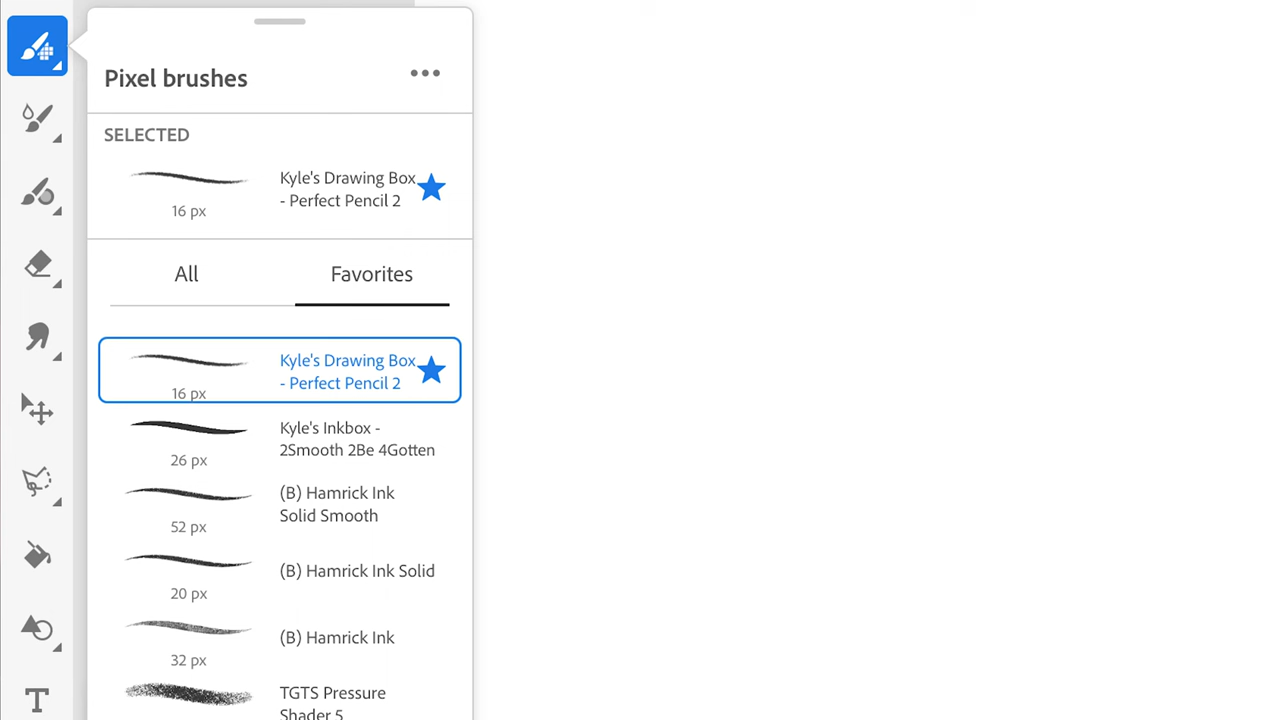 Pixel brushes
SELECTED
Kyle's Drawing Box
- Perfect Pencil 2
16 px
All
Favorites
Kyle's Drawing Box
- Perfect Pencil 2
16 px
Kyle's Inkbox -
2Smooth 2Be 4Gotten
26 px
(B) Hamrick Ink
Solid Smooth
52 px
(B) Hamrick Ink Solid
20 px
(B) Hamrick Ink
32 px
TGTS Pressure
Shader 5
T